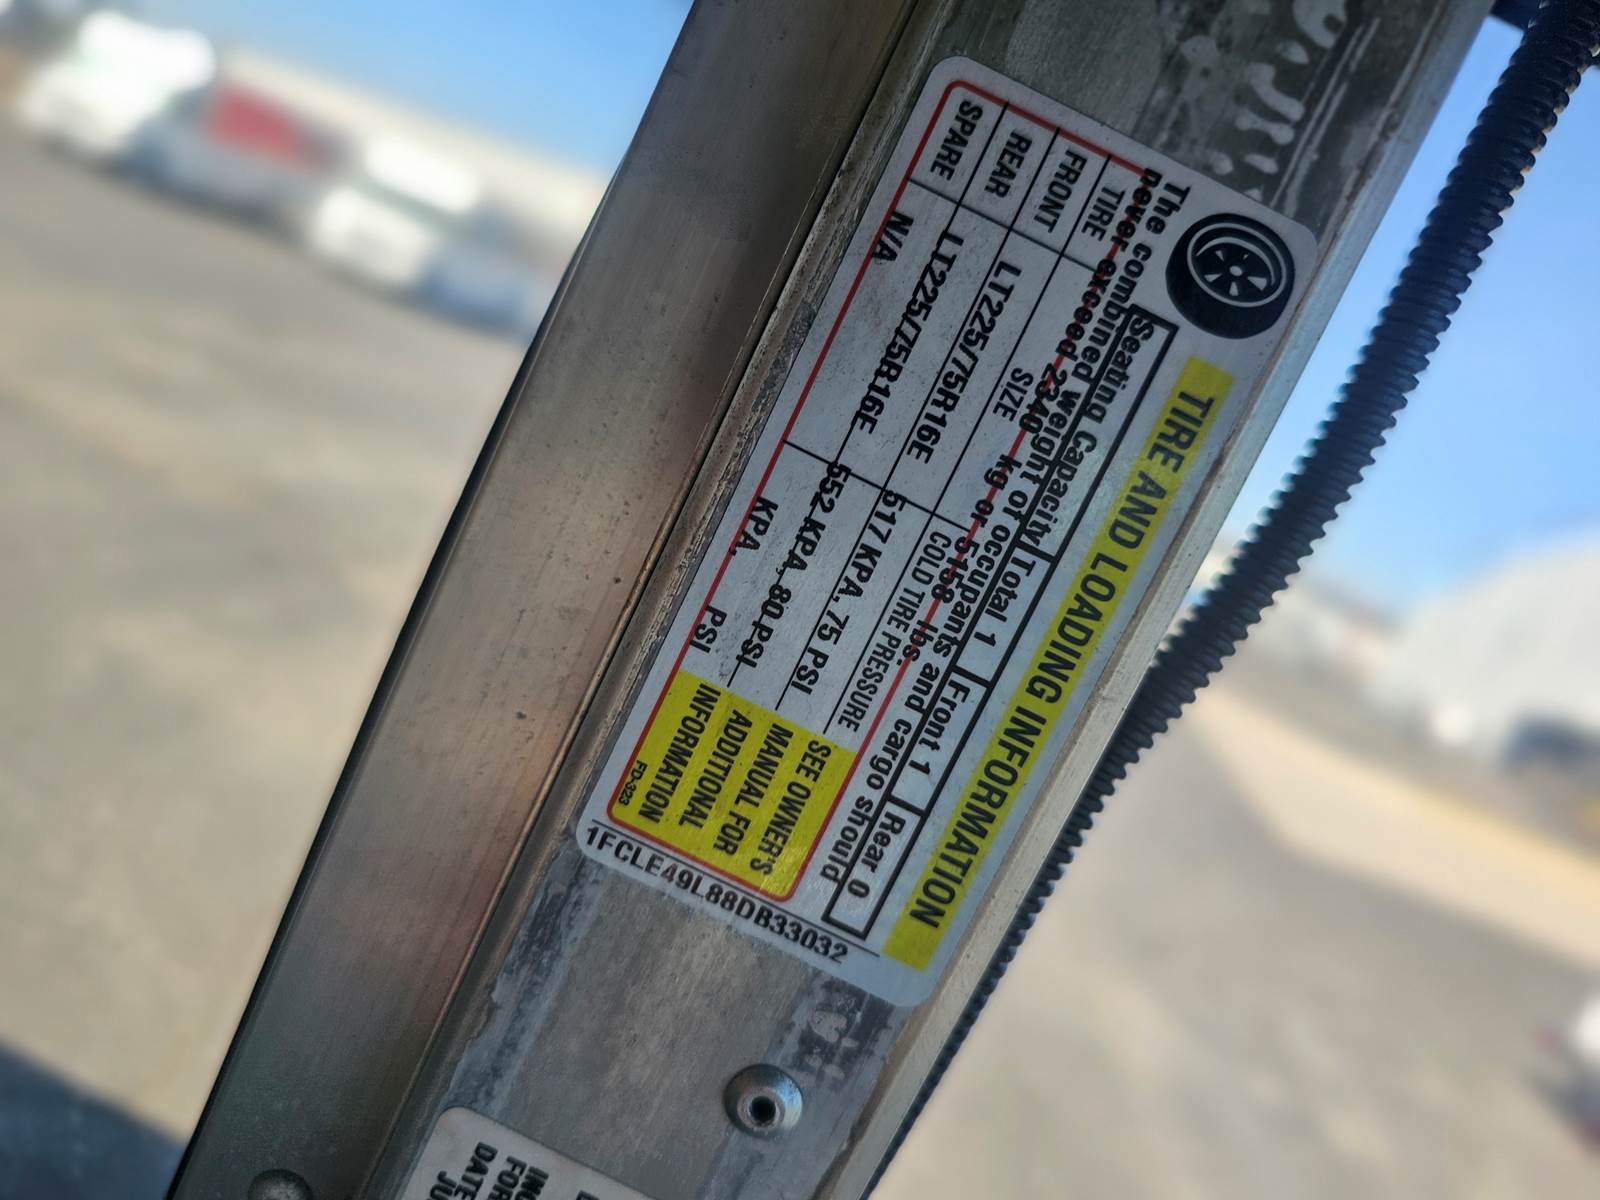 TIRE AND LOADING INFORMATION
Seating Capacity Total 1 Front 1 Rear 0
The combined weight of occupants and cargo should
never exceed 2340 kg or 5158 lbs.
TIRE SIZE COLD TIRE PRESSURE
FRONT LT225/75R16E 517 KPA, 75 PSI
REAR LT225/75R16E 552 KPA, 80 PSI
SPARE N/A KPA, PSI
SEE OWNER'S
MANUAL FOR
ADDITIONAL
INFORMATION
FD-323
1FCLE49L88DB33032